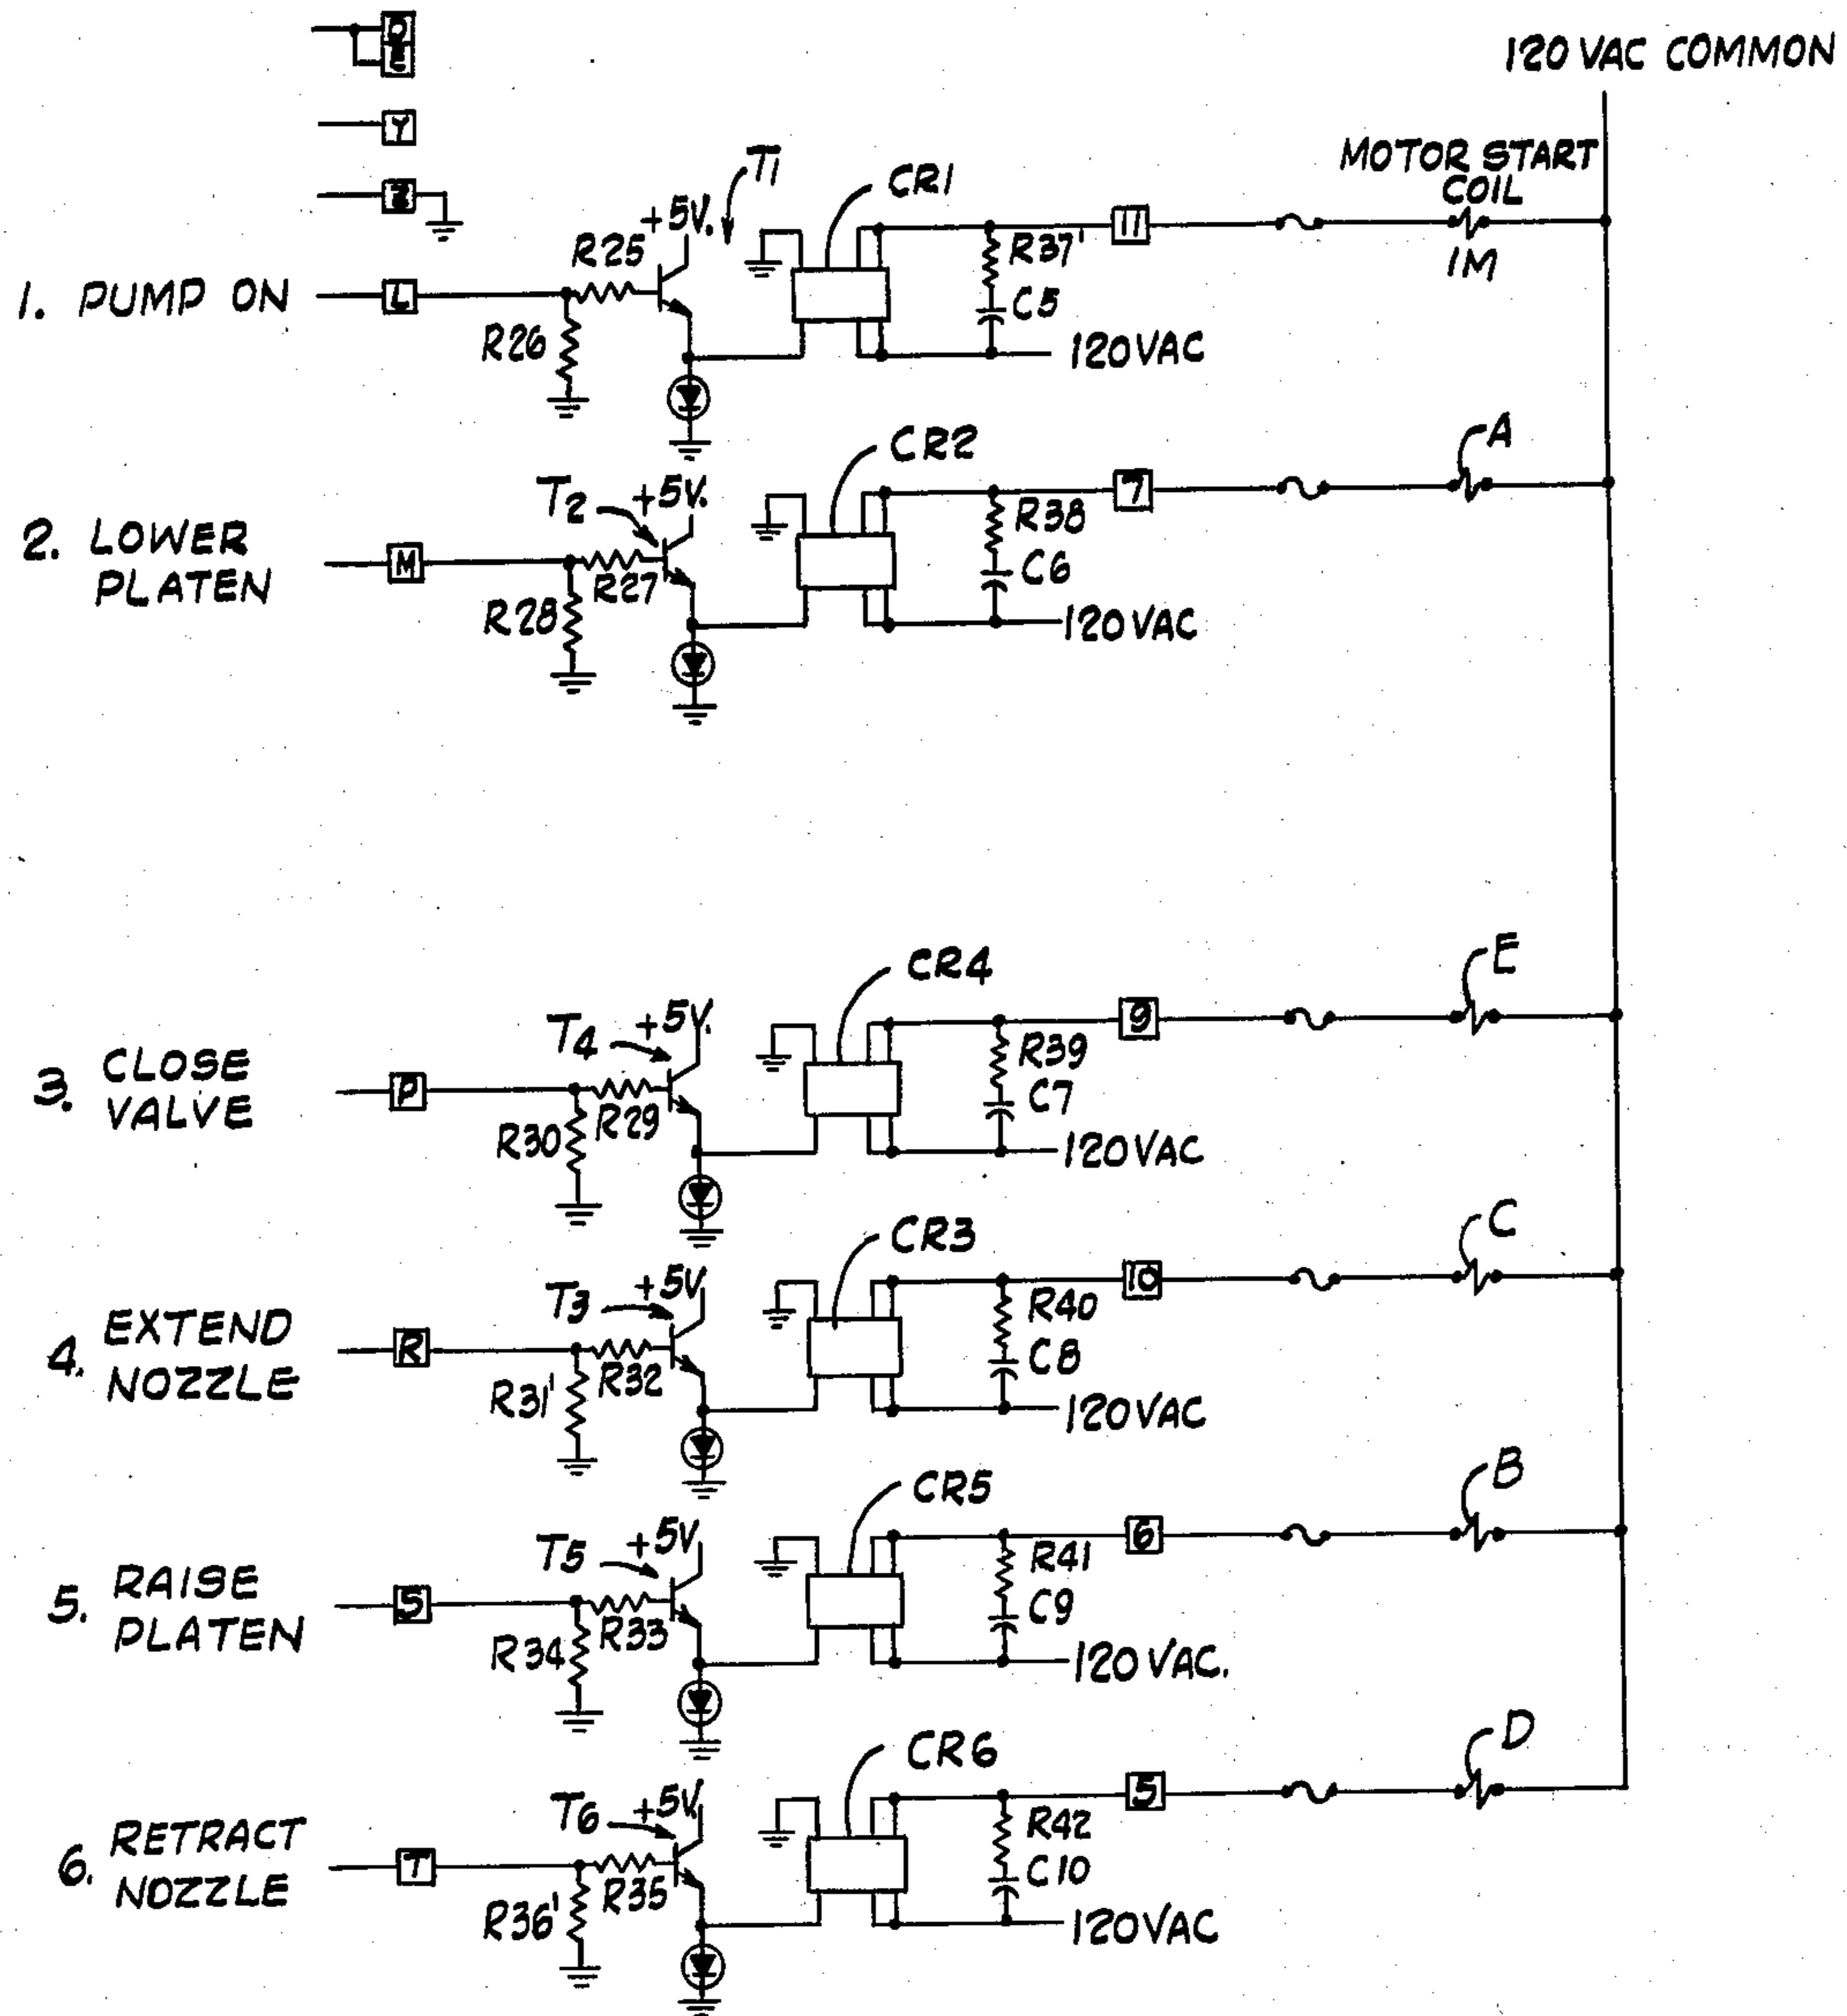 120 VAC COMMON
Y
MOTOR START
COIL
1M
T1
CR1
+5V.
R25
R37'
11
1. PUMP ON
L
C5
R26
120VAC
A
CR2
T2
+5V.
7
R38
2. LOWER
PLATEN
M
R27
C6
R28
120VAC
E
CR4
T4
+5V.
9
R39
3. CLOSE
VALVE
P
R29
C7
R30
120VAC
C
CR3
T3
+5V
10
R40
4. EXTEND
NOZZLE
R
R32
C8
R31'
120VAC
B
CR5
T5
+5V
6
R41
5. RAISE
PLATEN
S
R33
C9
R34
120VAC.
D
CR6
T6
+5V
5
R42
6. RETRACT
NOZZLE
T
R35
C10
R36'
120VAC